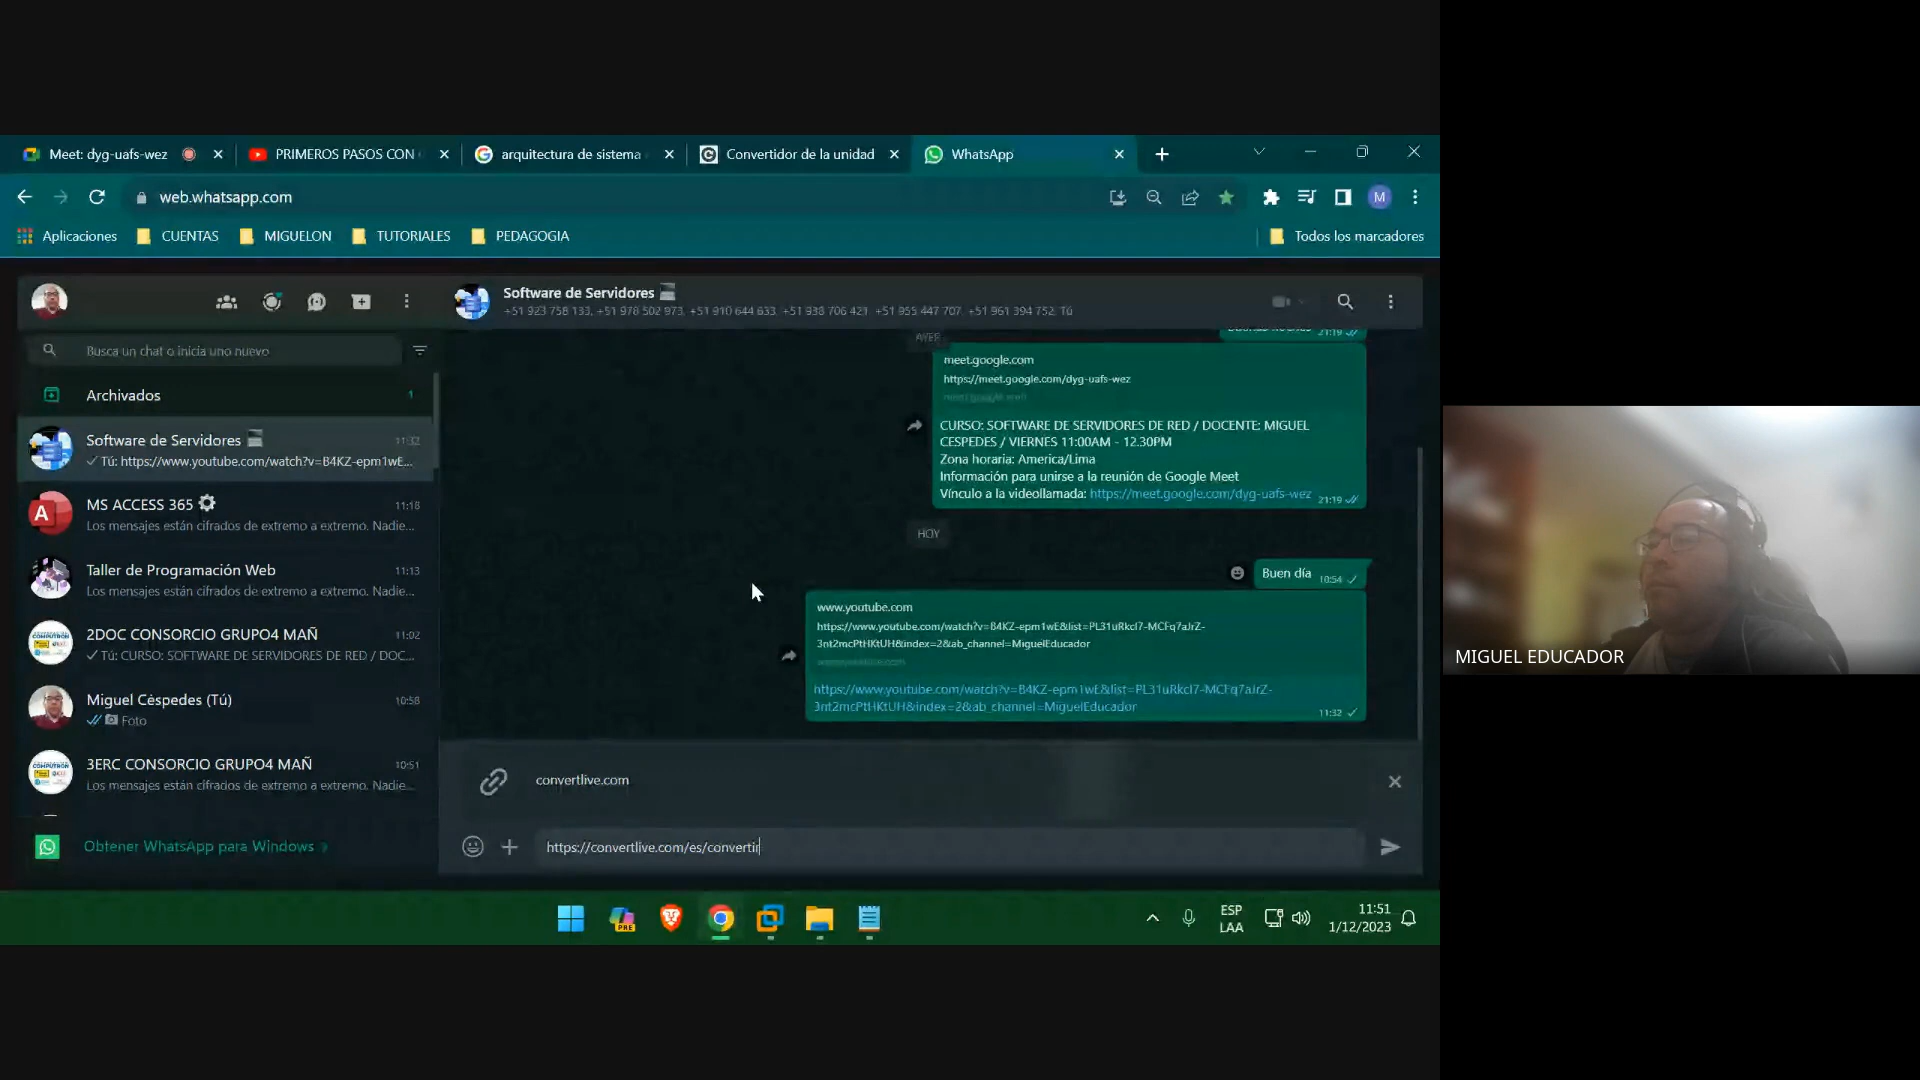 Meet: dyg-uafs-wez
PRIMEROS PASOS CON
arquitectura de sistema
Convertidor de la unidad
WhatsApp
web.whatsapp.com
M
Aplicaciones
CUENTAS
MIGUELON
TUTORIALES
PEDAGOGIA
Todos los marcadores
Software de Servidores
+51 923 758 133, +51 978 502 973, +51 910 644 633, +51 938 706 421, +51 955 447 707, +51 961 394 752, Tú
Busca un chat o inicia uno nuevo
Archivados 1
Software de Servidores 11:32
Tú: https://www.youtube.com/watch?v=B4KZ-epm1wE...
MS ACCESS 365 11:18
Los mensajes están cifrados de extremo a extremo. Nadie...
Taller de Programación Web 11:13
Los mensajes están cifrados de extremo a extremo. Nadie...
2DOC CONSORCIO GRUPO4 MAÑ 11:02
Tú: CURSO: SOFTWARE DE SERVIDORES DE RED / DOC...
Miguel Céspedes (Tú) 10:58
Foto
3ERC CONSORCIO GRUPO4 MAÑ 10:51
Los mensajes están cifrados de extremo a extremo. Nadie...
Obtener WhatsApp para Windows
21:19
AYER
meet.google.com
https://meet.google.com/dyg-uafs-wez
meet.google.com
CURSO: SOFTWARE DE SERVIDORES DE RED / DOCENTE: MIGUEL
CESPEDES / VIERNES 11:00AM - 12.30PM
Zona horaria: America/Lima
Información para unirse a la reunión de Google Meet
Vínculo a la videollamada: https://meet.google.com/dyg-uafs-wez 21:19
HOY
Buen día 10:54
www.youtube.com
https://www.youtube.com/watch?v=B4KZ-epm1wE&list=PL31uRkcI7-MCFq7aJrZ-
3nt2mcPtHKtUH&index=2&ab_channel=MiguelEducador
www.youtube.com
https://www.youtube.com/watch?v=B4KZ-epm1wE&list=PL31uRkcI7-MCFq7aJrZ-
3nt2mcPtHKtUH&index=2&ab_channel=MiguelEducador
11:32
convertlive.com
https://convertlive.com/es/convertir
PRE
ESP
LAA
11:51
1/12/2023
MIGUEL EDUCADOR